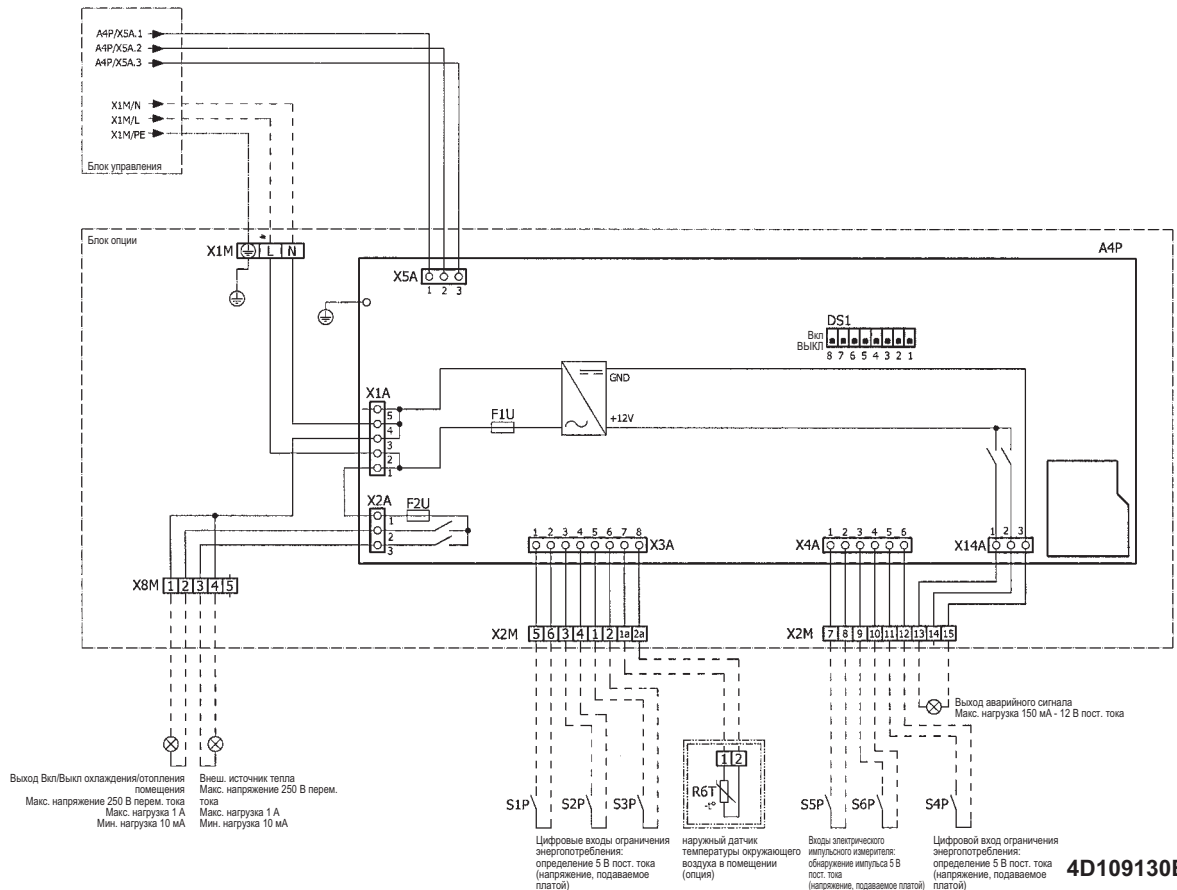 A4P/X5A.1
A4P/X5A.2
A4P/X5A.3
X1M/N
X1M/L
X1M/PE
Блок управления
Блок опции
X1M L N
A4P
X5A
1 2 3
DS1
Вкл
ВЫКЛ
8 7 6 5 4 3 2 1
GND
+12V
F1U
X1A
5
4
3
2
1
X2A
F2U
1
2
3
1 2 3 4 5 6 7 8
X3A
X4A
1 2 3 4 5 6
X14A
1 2 3
X8M 1 2 3 4 5
X2M 5 6 3 4 1 2 1a 2a
X2M 7 8 9 10 11 12 13 14 15
Выход аварийного сигнала
Макс. нагрузка 150 мА - 12 В пост. тока
1 2
R6T
-t°
S1P
S2P
S3P
S5P
S6P
S4P
Выход Вкл/Выкл охлаждения/отопления
помещения
Макс. напряжение 250 В перем. тока
Макс. нагрузка 1 А
Мин. нагрузка 10 мА
Внеш. источник тепла
Макс. напряжение 250 В перем.
тока
Макс. нагрузка 1 А
Мин. нагрузка 10 мА
Цифровые входы ограничения
энергопотребления:
определение 5 В пост. тока
(напряжение, подаваемое
платой)
наружный датчик
температуры окружающего
воздуха в помещении
(опция)
Входы электрического
импульсного измерителя:
обнаружение импульса 5 В
пост. тока
(напряжение, подаваемое платой)
Цифровой вход ограничения
энергопотребления:
определение 5 В пост. тока
(напряжение, подаваемое
платой)